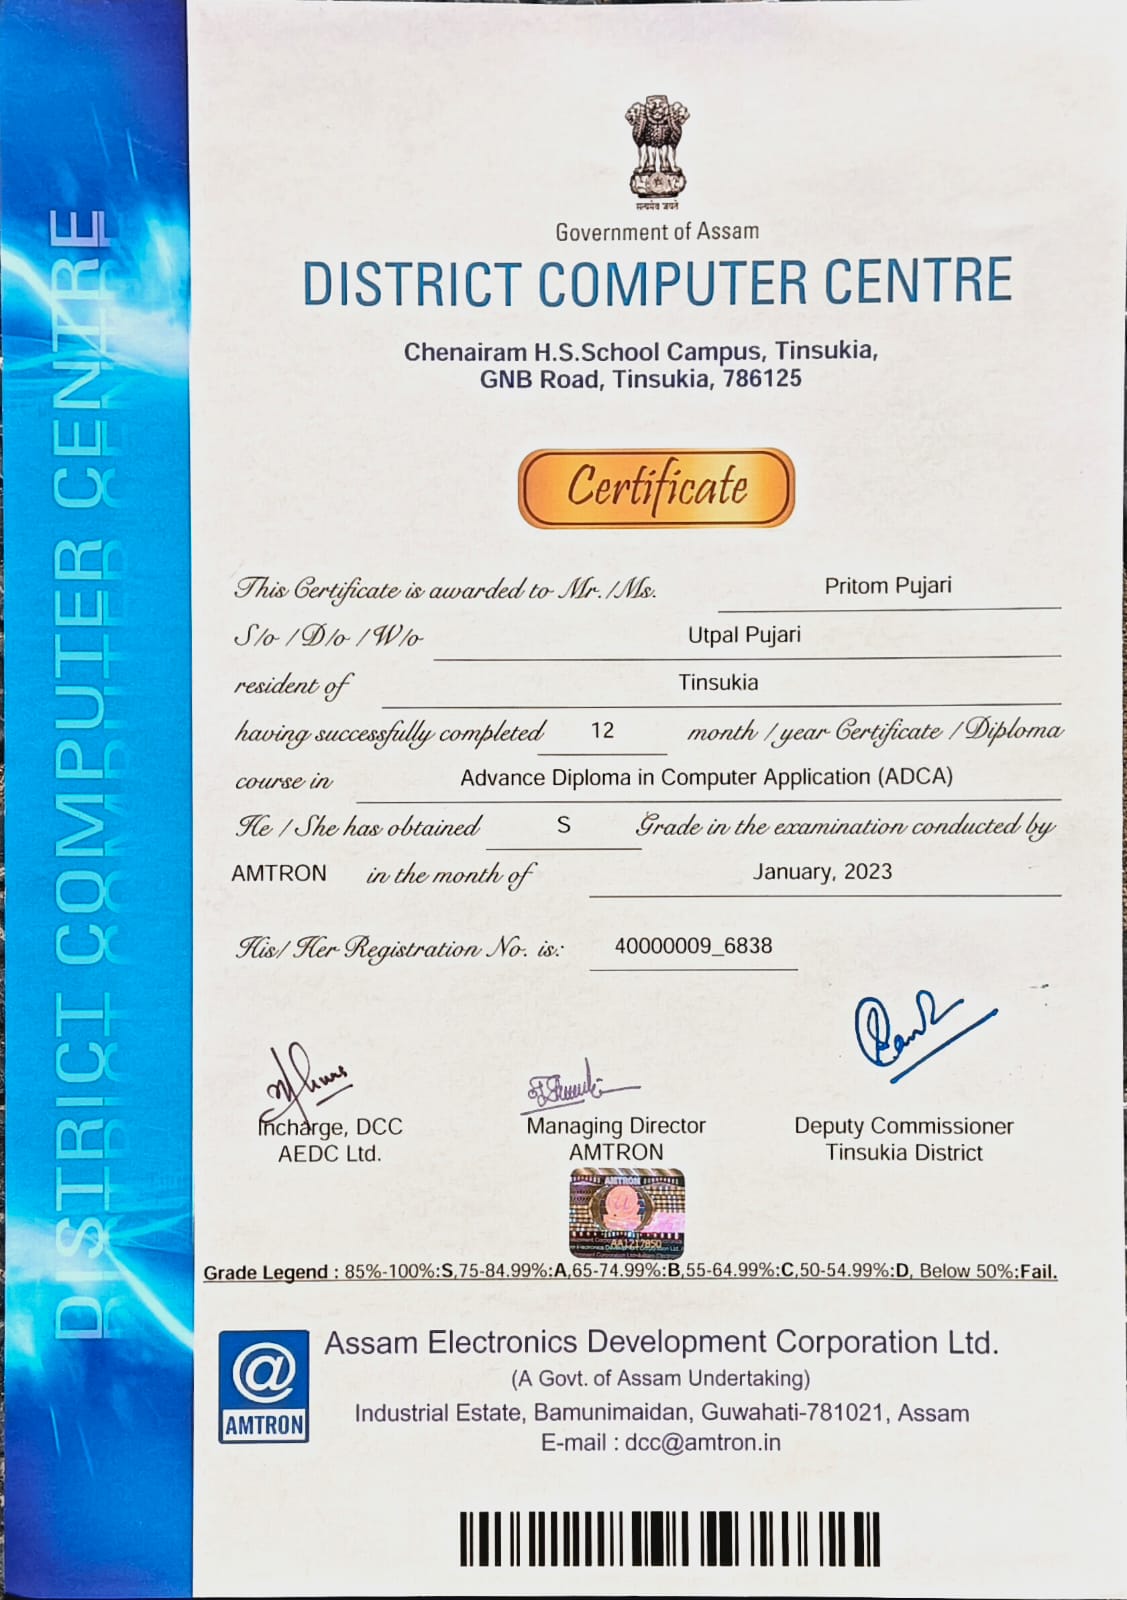 DISTRICT COMPUTER CENTRE
सत्यमेव जयते
Government of Assam
DISTRICT COMPUTER CENTRE
Chenairam H.S.School Campus, Tinsukia,
GNB Road, Tinsukia, 786125
Certificate
This Certificate is awarded to Mr. / Ms. Pritom Pujari
S/o / D/o / W/o Utpal Pujari
resident of Tinsukia
having successfully completed 12 month / year Certificate / Diploma
course in Advance Diploma in Computer Application (ADCA)
He / She has obtained S Grade in the examination conducted by
AMTRON in the month of January, 2023
His/ Her Registration No. is: 40000009_6838
Incharge, DCC
AEDC Ltd.
Managing Director
AMTRON
Deputy Commissioner
Tinsukia District
AMTRON
AA1217850
Grade Legend : 85%-100%:S,75-84.99%:A,65-74.99%:B,55-64.99%:C,50-54.99%:D, Below 50%:Fail.
@
AMTRON
Assam Electronics Development Corporation Ltd.
(A Govt. of Assam Undertaking)
Industrial Estate, Bamunimaidan, Guwahati-781021, Assam
E-mail : dcc@amtron.in